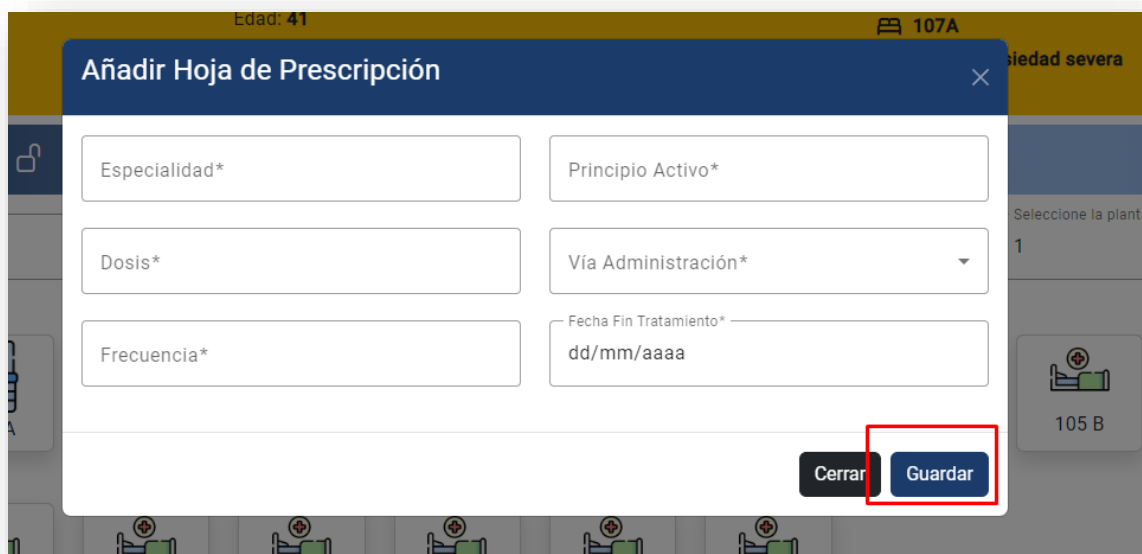 Edad: 41
107A
siedad severa
Añadir Hoja de Prescripción
Especialidad*
Principio Activo*
Seleccione la plant
1
Dosis*
Vía Administración*
Fecha Fin Tratamiento*
Frecuencia*
dd/mm/aaaa
A
105 B
Cerrar
Guardar